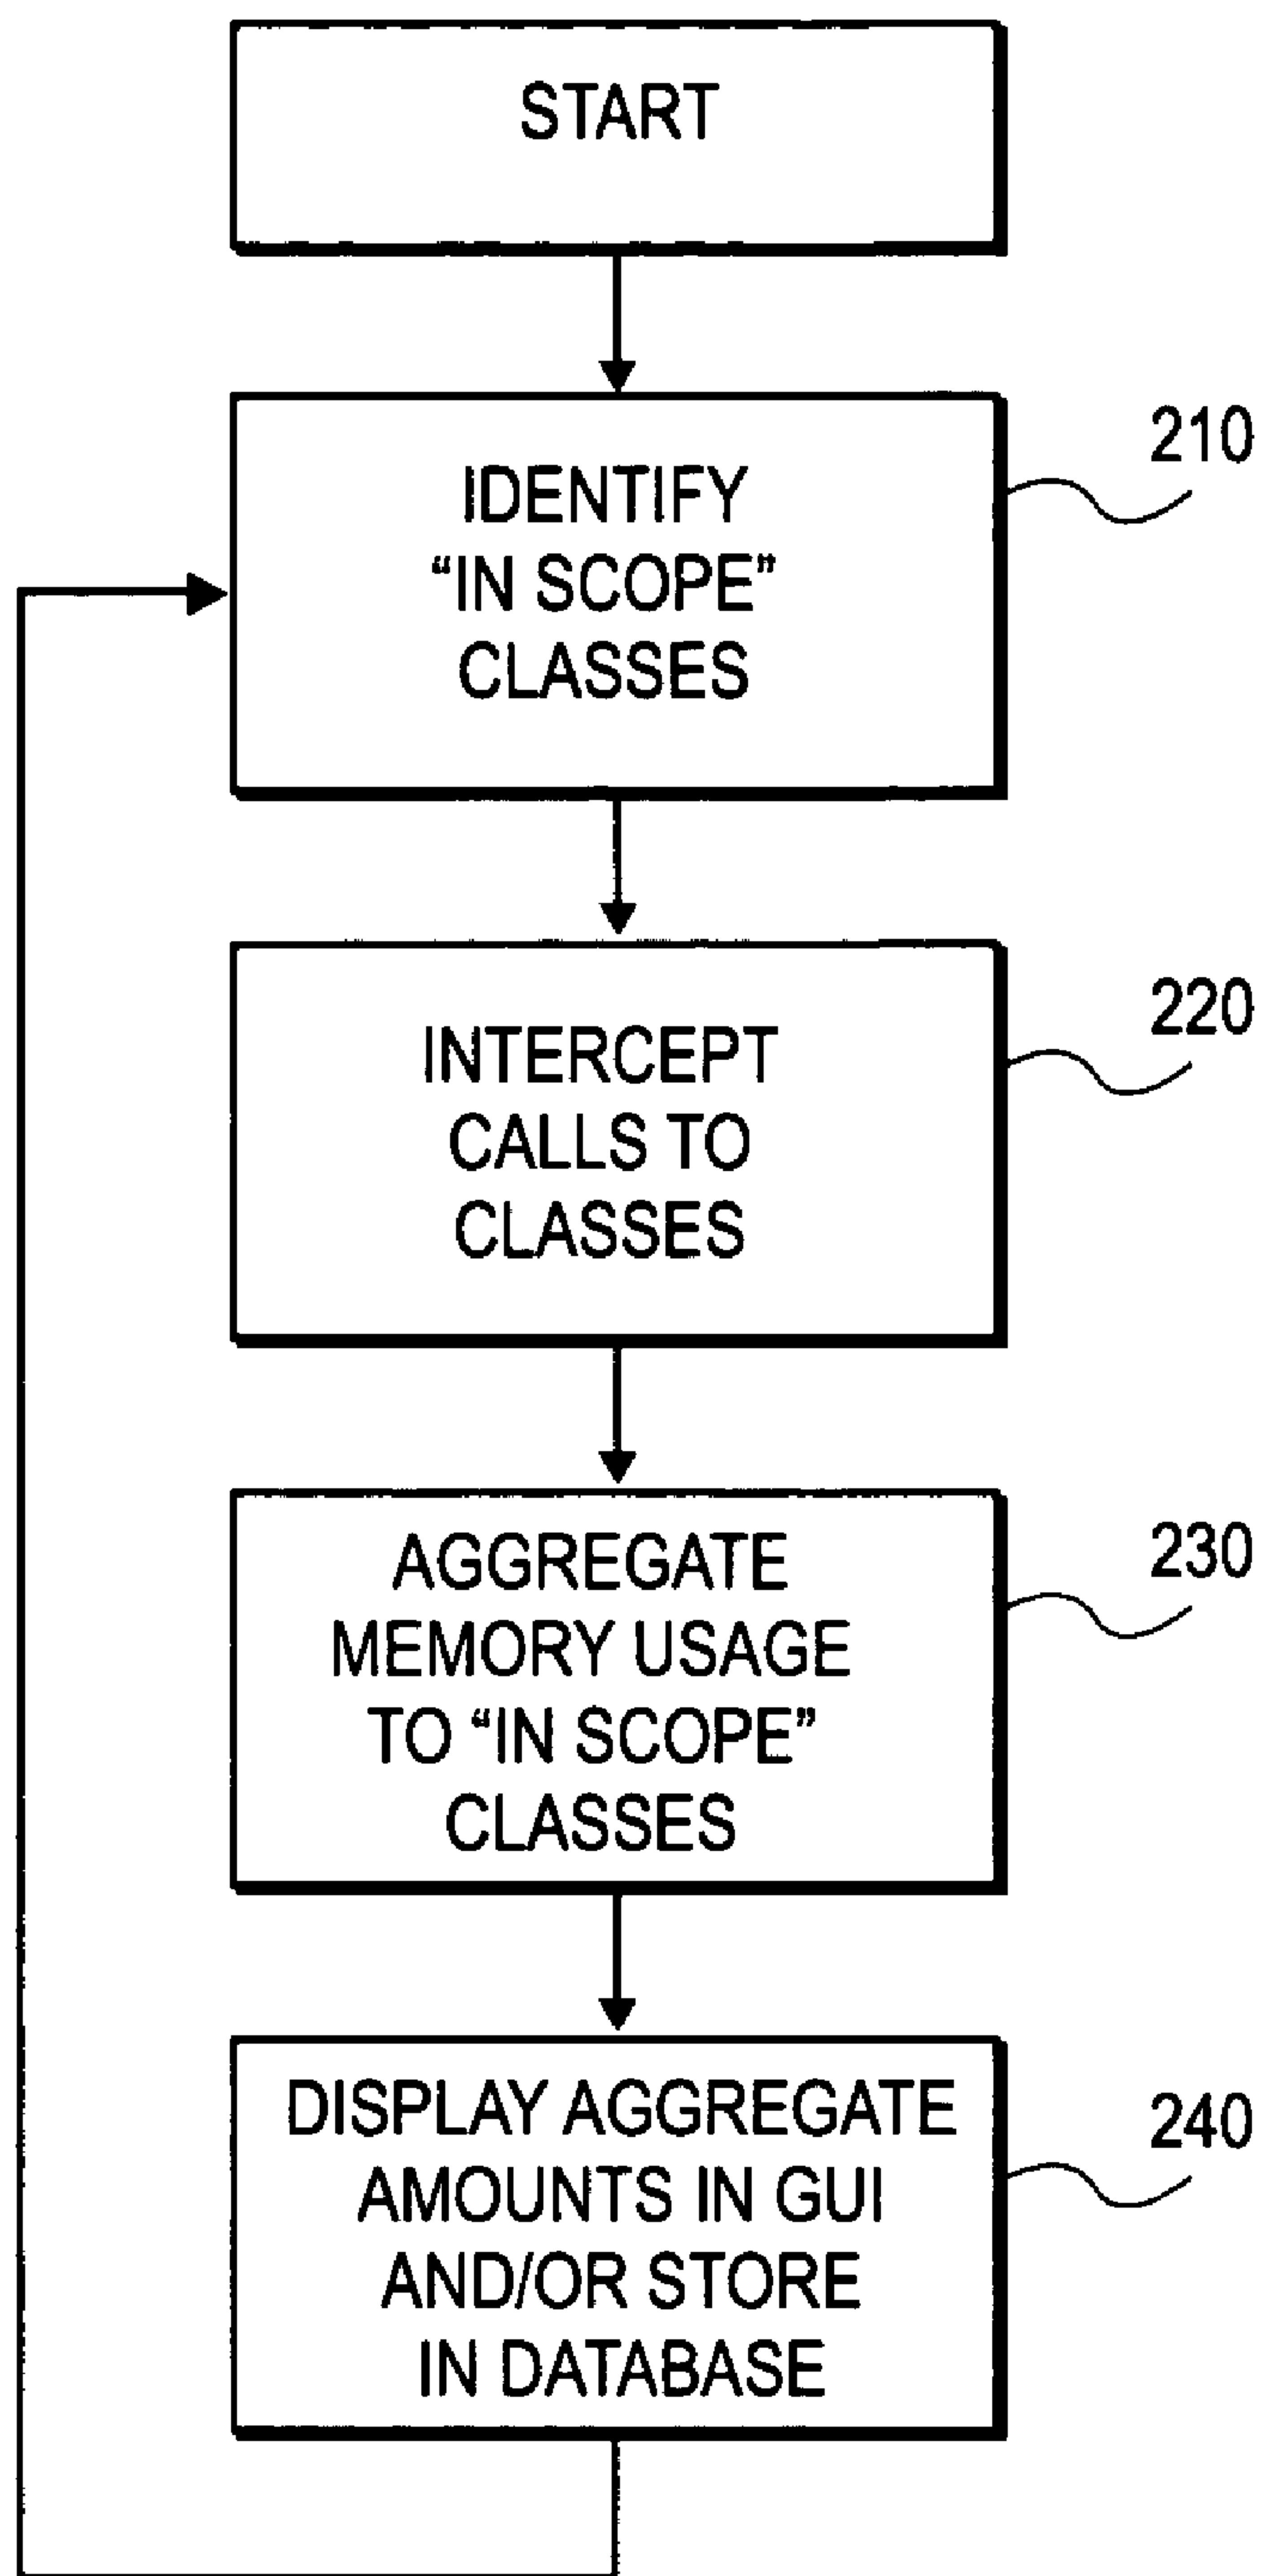 START
210
IDENTIFY
“IN SCOPE”
CLASSES
220
INTERCEPT
CALLS TO
CLASSES
230
AGGREGATE
MEMORY USAGE
TO “IN SCOPE”
CLASSES
240
DISPLAY AGGREGATE
AMOUNTS IN GUI
AND/OR STORE
IN DATABASE